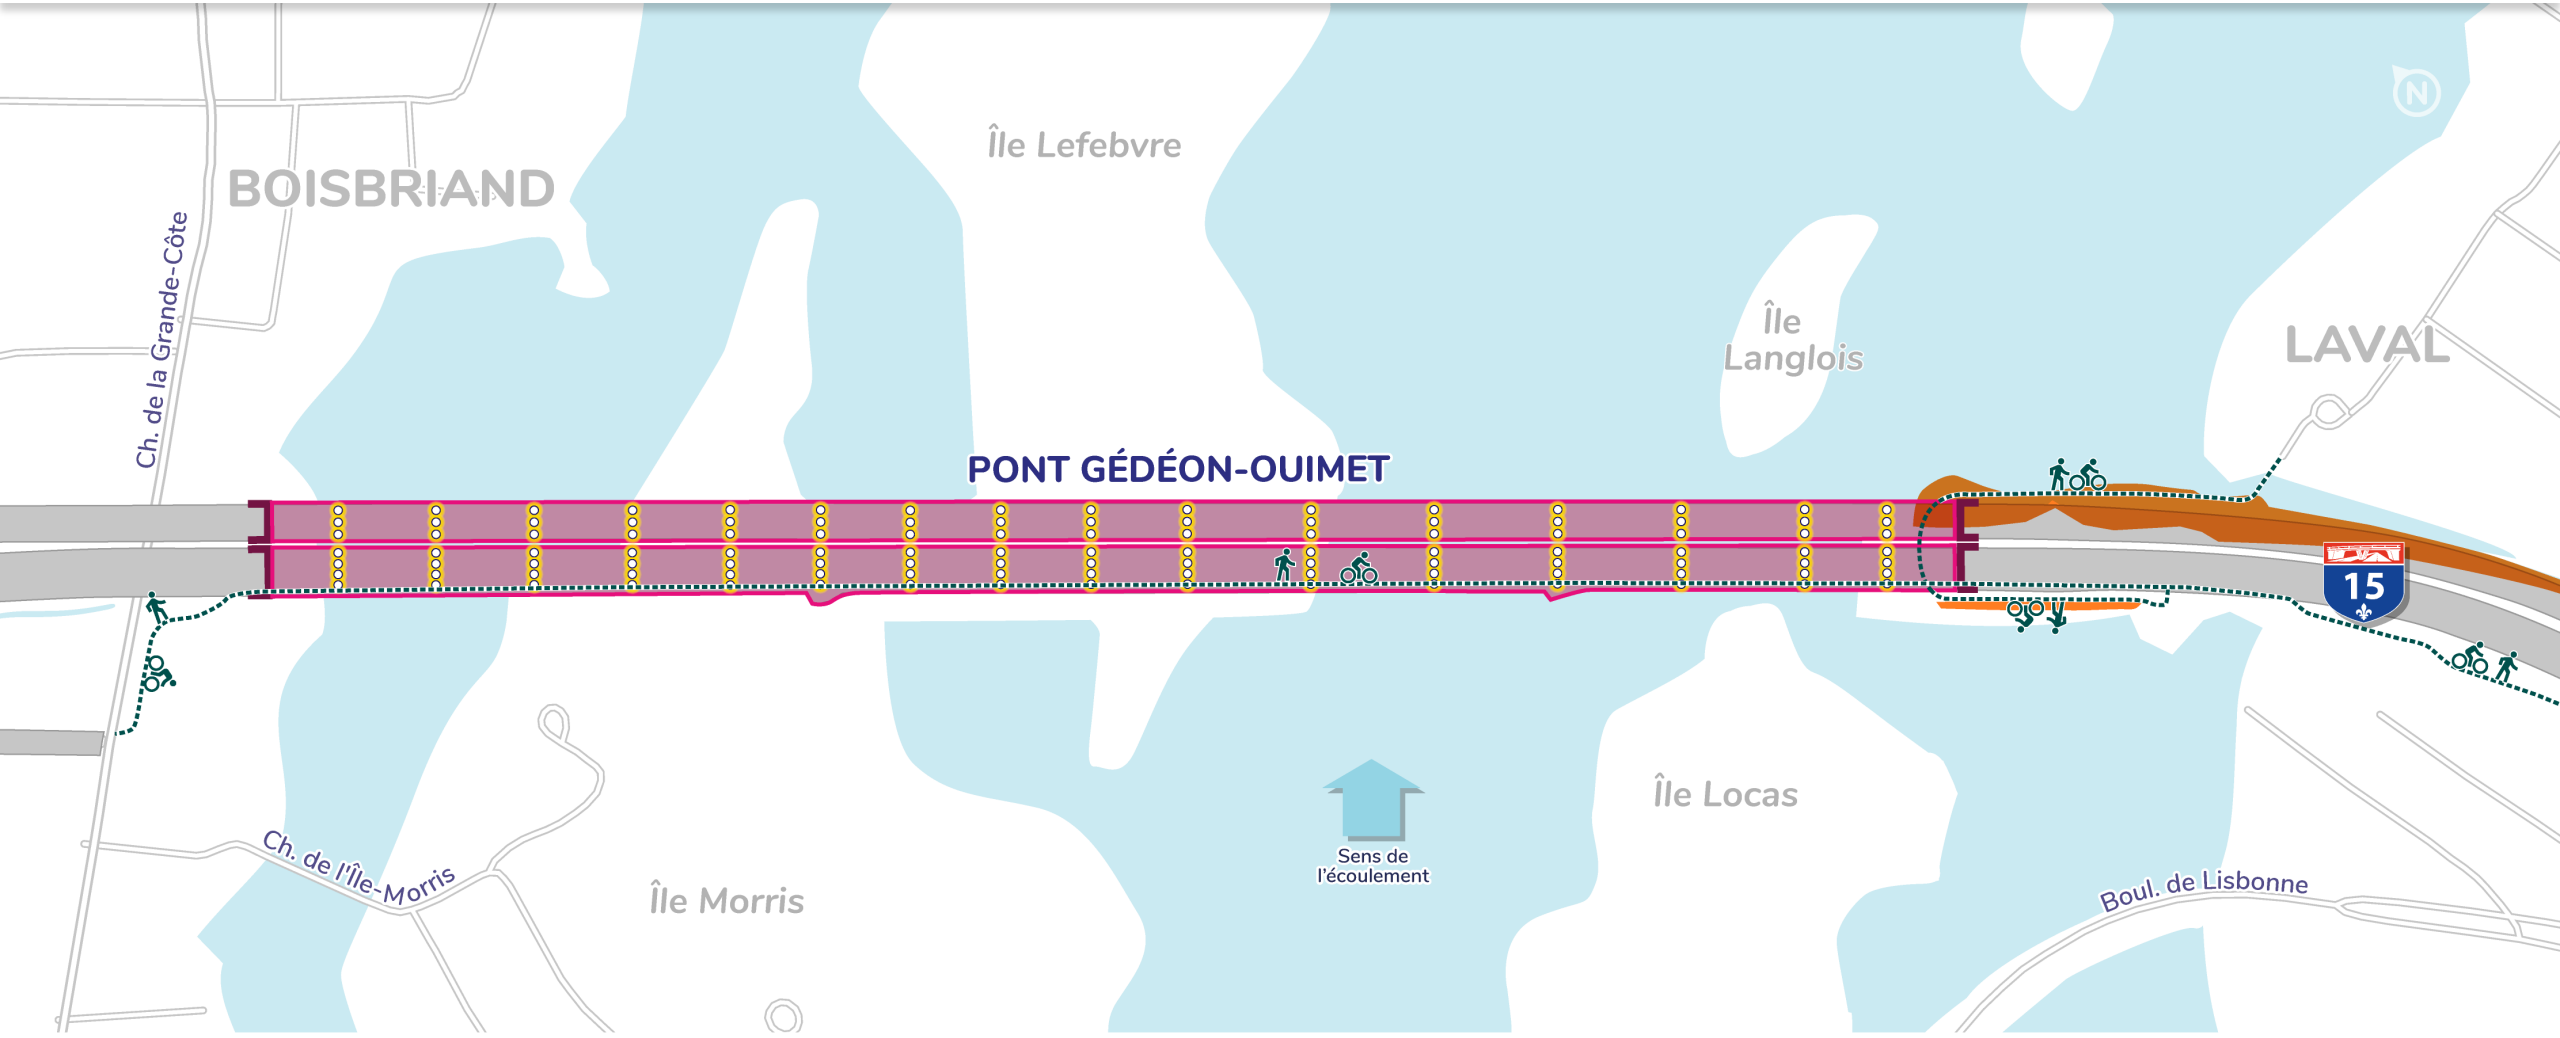 N
Île Lefebvre
BOISBRIAND
Ch. de la Grande-Côte
Île
Langlois
LAVAL
PONT GÉDÉON-OUIMET
15
Île Locas
Sens de
l'écoulement
Ch. de l'Île-Morris
Île Morris
Boul. de Lisbonne